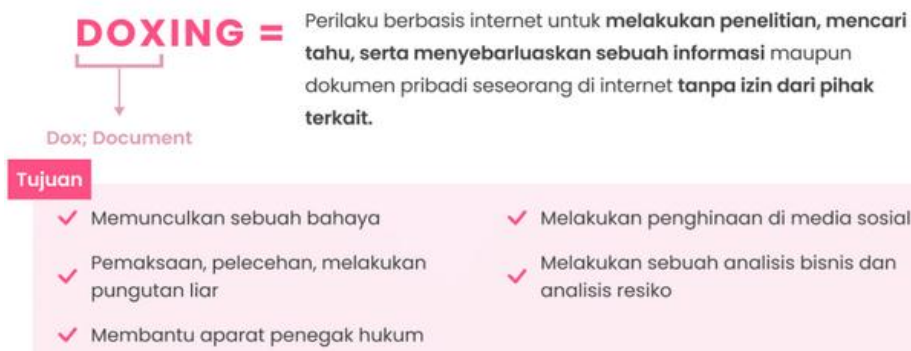 DOXING =
Perilaku berbasis internet untuk melakukan penelitian, mencari
tahu, serta menyebarluaskan sebuah informasi maupun
dokumen pribadi seseorang di internet tanpa izin dari pihak
terkait.
Dox; Document
Tujuan
Memunculkan sebuah bahaya
Pemaksaan, pelecehan, melakukan
pungutan liar
Membantu aparat penegak hukum
Melakukan penghinaan di media sosial
Melakukan sebuah analisis bisnis dan
analisis resiko